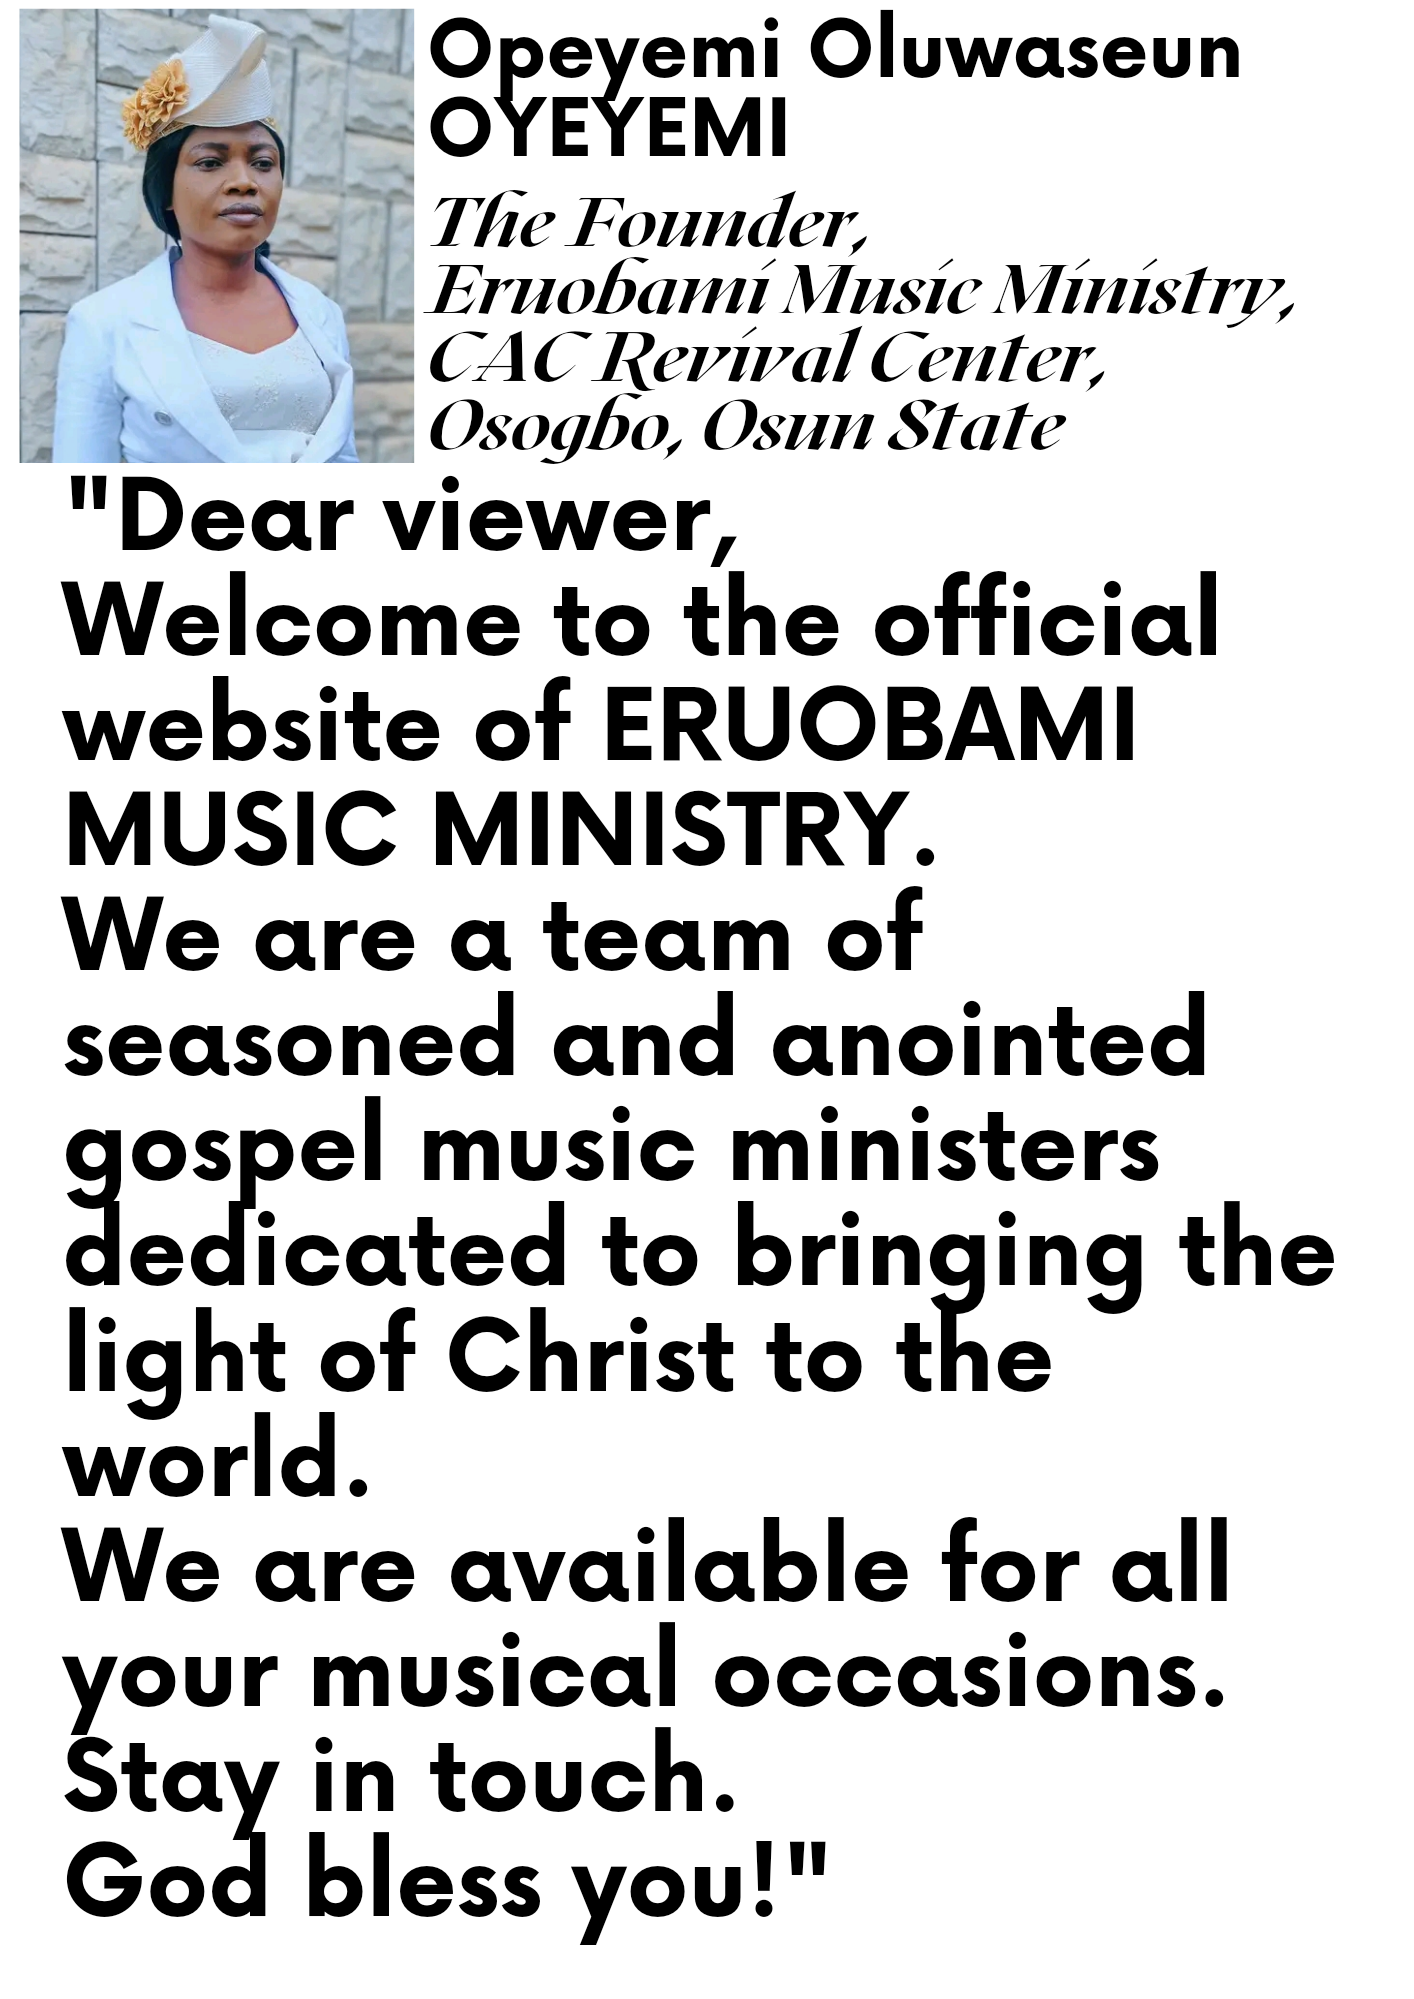 Opeyemi Oluwaseun
OYEYEMI
The Founder,
Eruobami Music Ministry,
CAC Revival Center,
Osogbo, Osun State
"Dear viewer,
Welcome to the official
website of ERUOBAMI
MUSIC MINISTRY.
We are a team of
seasoned and anointed
gospel music ministers
dedicated to bringing the
light of Christ to the
world.
We are available for all
your musical occasions.
Stay in touch.
God bless you!"